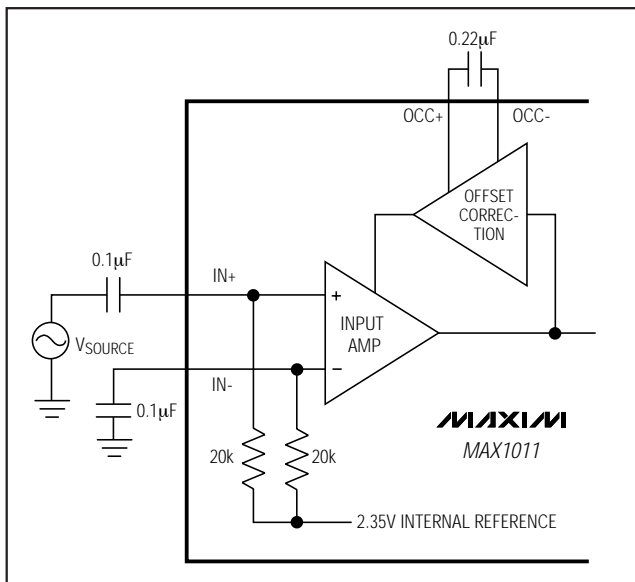 0.22μF
OCC+
OCC-
OFFSET
CORREC-
TION
0.1μF
IN+
+
INPUT
AMP
−
VSOURCE
IN-
0.1μF
MAXIM
MAX1011
20k
20k
2.35V INTERNAL REFERENCE